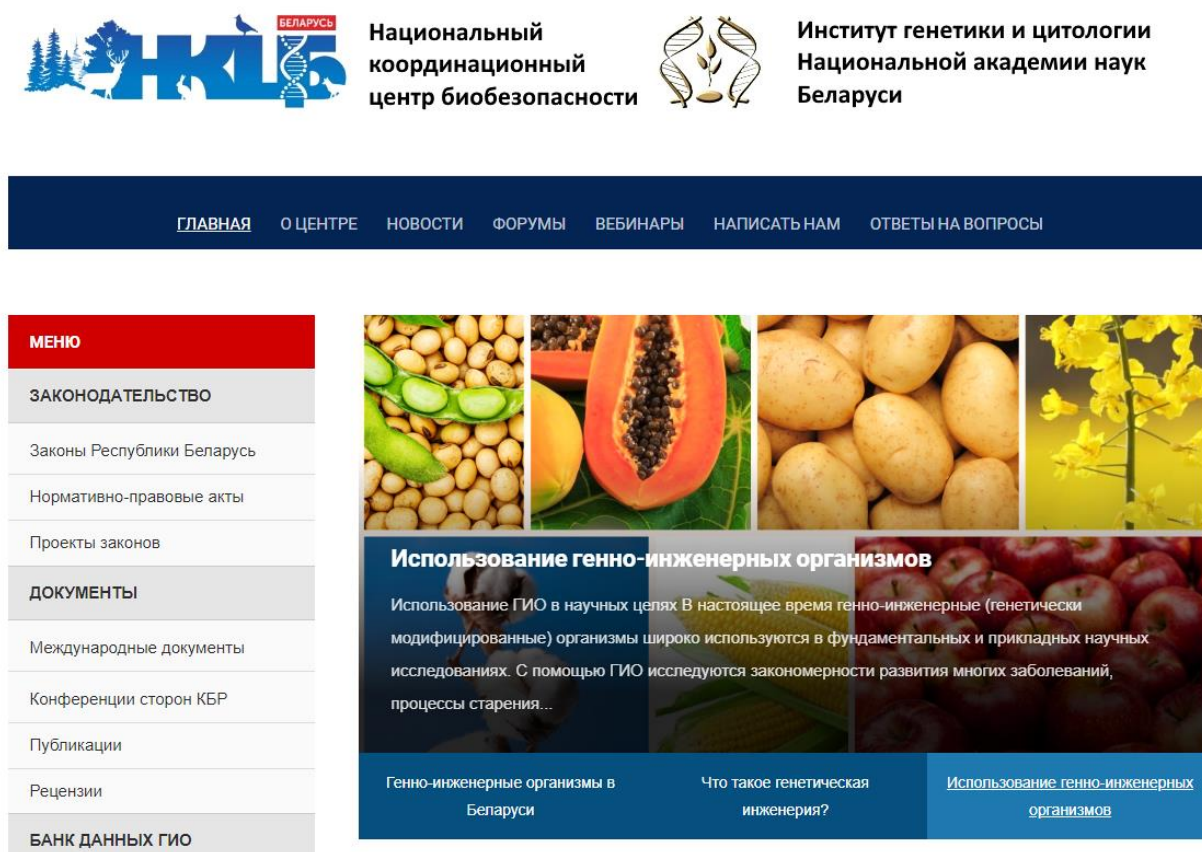 БЕЛАРУСЬ
НКЦБ
Национальный
координационный
центр биобезопасности
Институт генетики и цитологии
Национальной академии наук
Беларуси
ГЛАВНАЯ О ЦЕНТРЕ НОВОСТИ ФОРУМЫ ВЕБИНАРЫ НАПИСАТЬ НАМ ОТВЕТЫ НА ВОПРОСЫ
МЕНЮ
ЗАКОНОДАТЕЛЬСТВО
Законы Республики Беларусь
Нормативно-правовые акты
Проекты законов
ДОКУМЕНТЫ
Международные документы
Конференции сторон КБР
Публикации
Рецензии
БАНК ДАННЫХ ГИО
Использование генно-инженерных организмов
Использование ГИО в научных целях В настоящее время генно-инженерные (генетически
модифицированные) организмы широко используются в фундаментальных и прикладных научных
исследованиях. С помощью ГИО исследуются закономерности развития многих заболеваний,
процессы старения...
Генно-инженерные организмы в
Беларуси
Что такое генетическая
инженерия?
Использование генно-инженерных
организмов